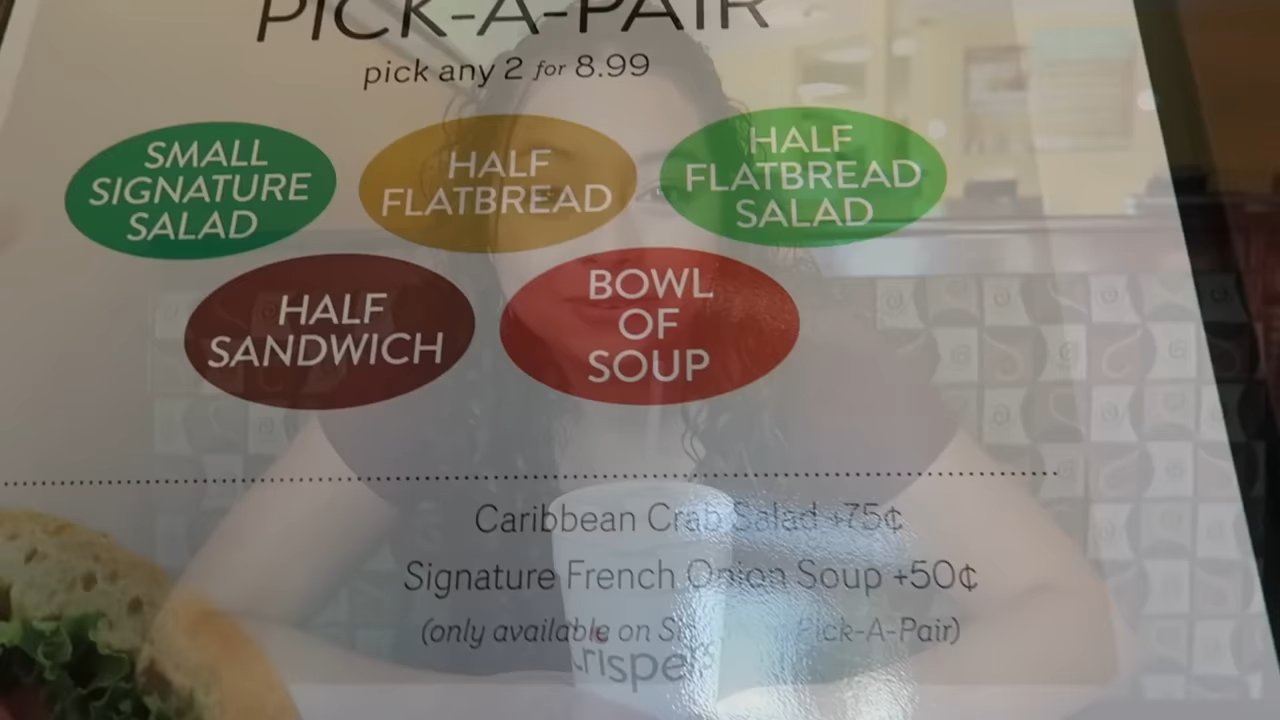 PICK-A-PAIR
pick any 2 for 8.99
SMALL
SIGNATURE
SALAD
HALF
FLATBREAD
HALF
FLATBREAD
SALAD
HALF
SANDWICH
BOWL
OF
SOUP
Caribbean Crab Salad +75¢
Signature French Onion Soup +50¢
(only available on Pick-A-Pair)
crispers